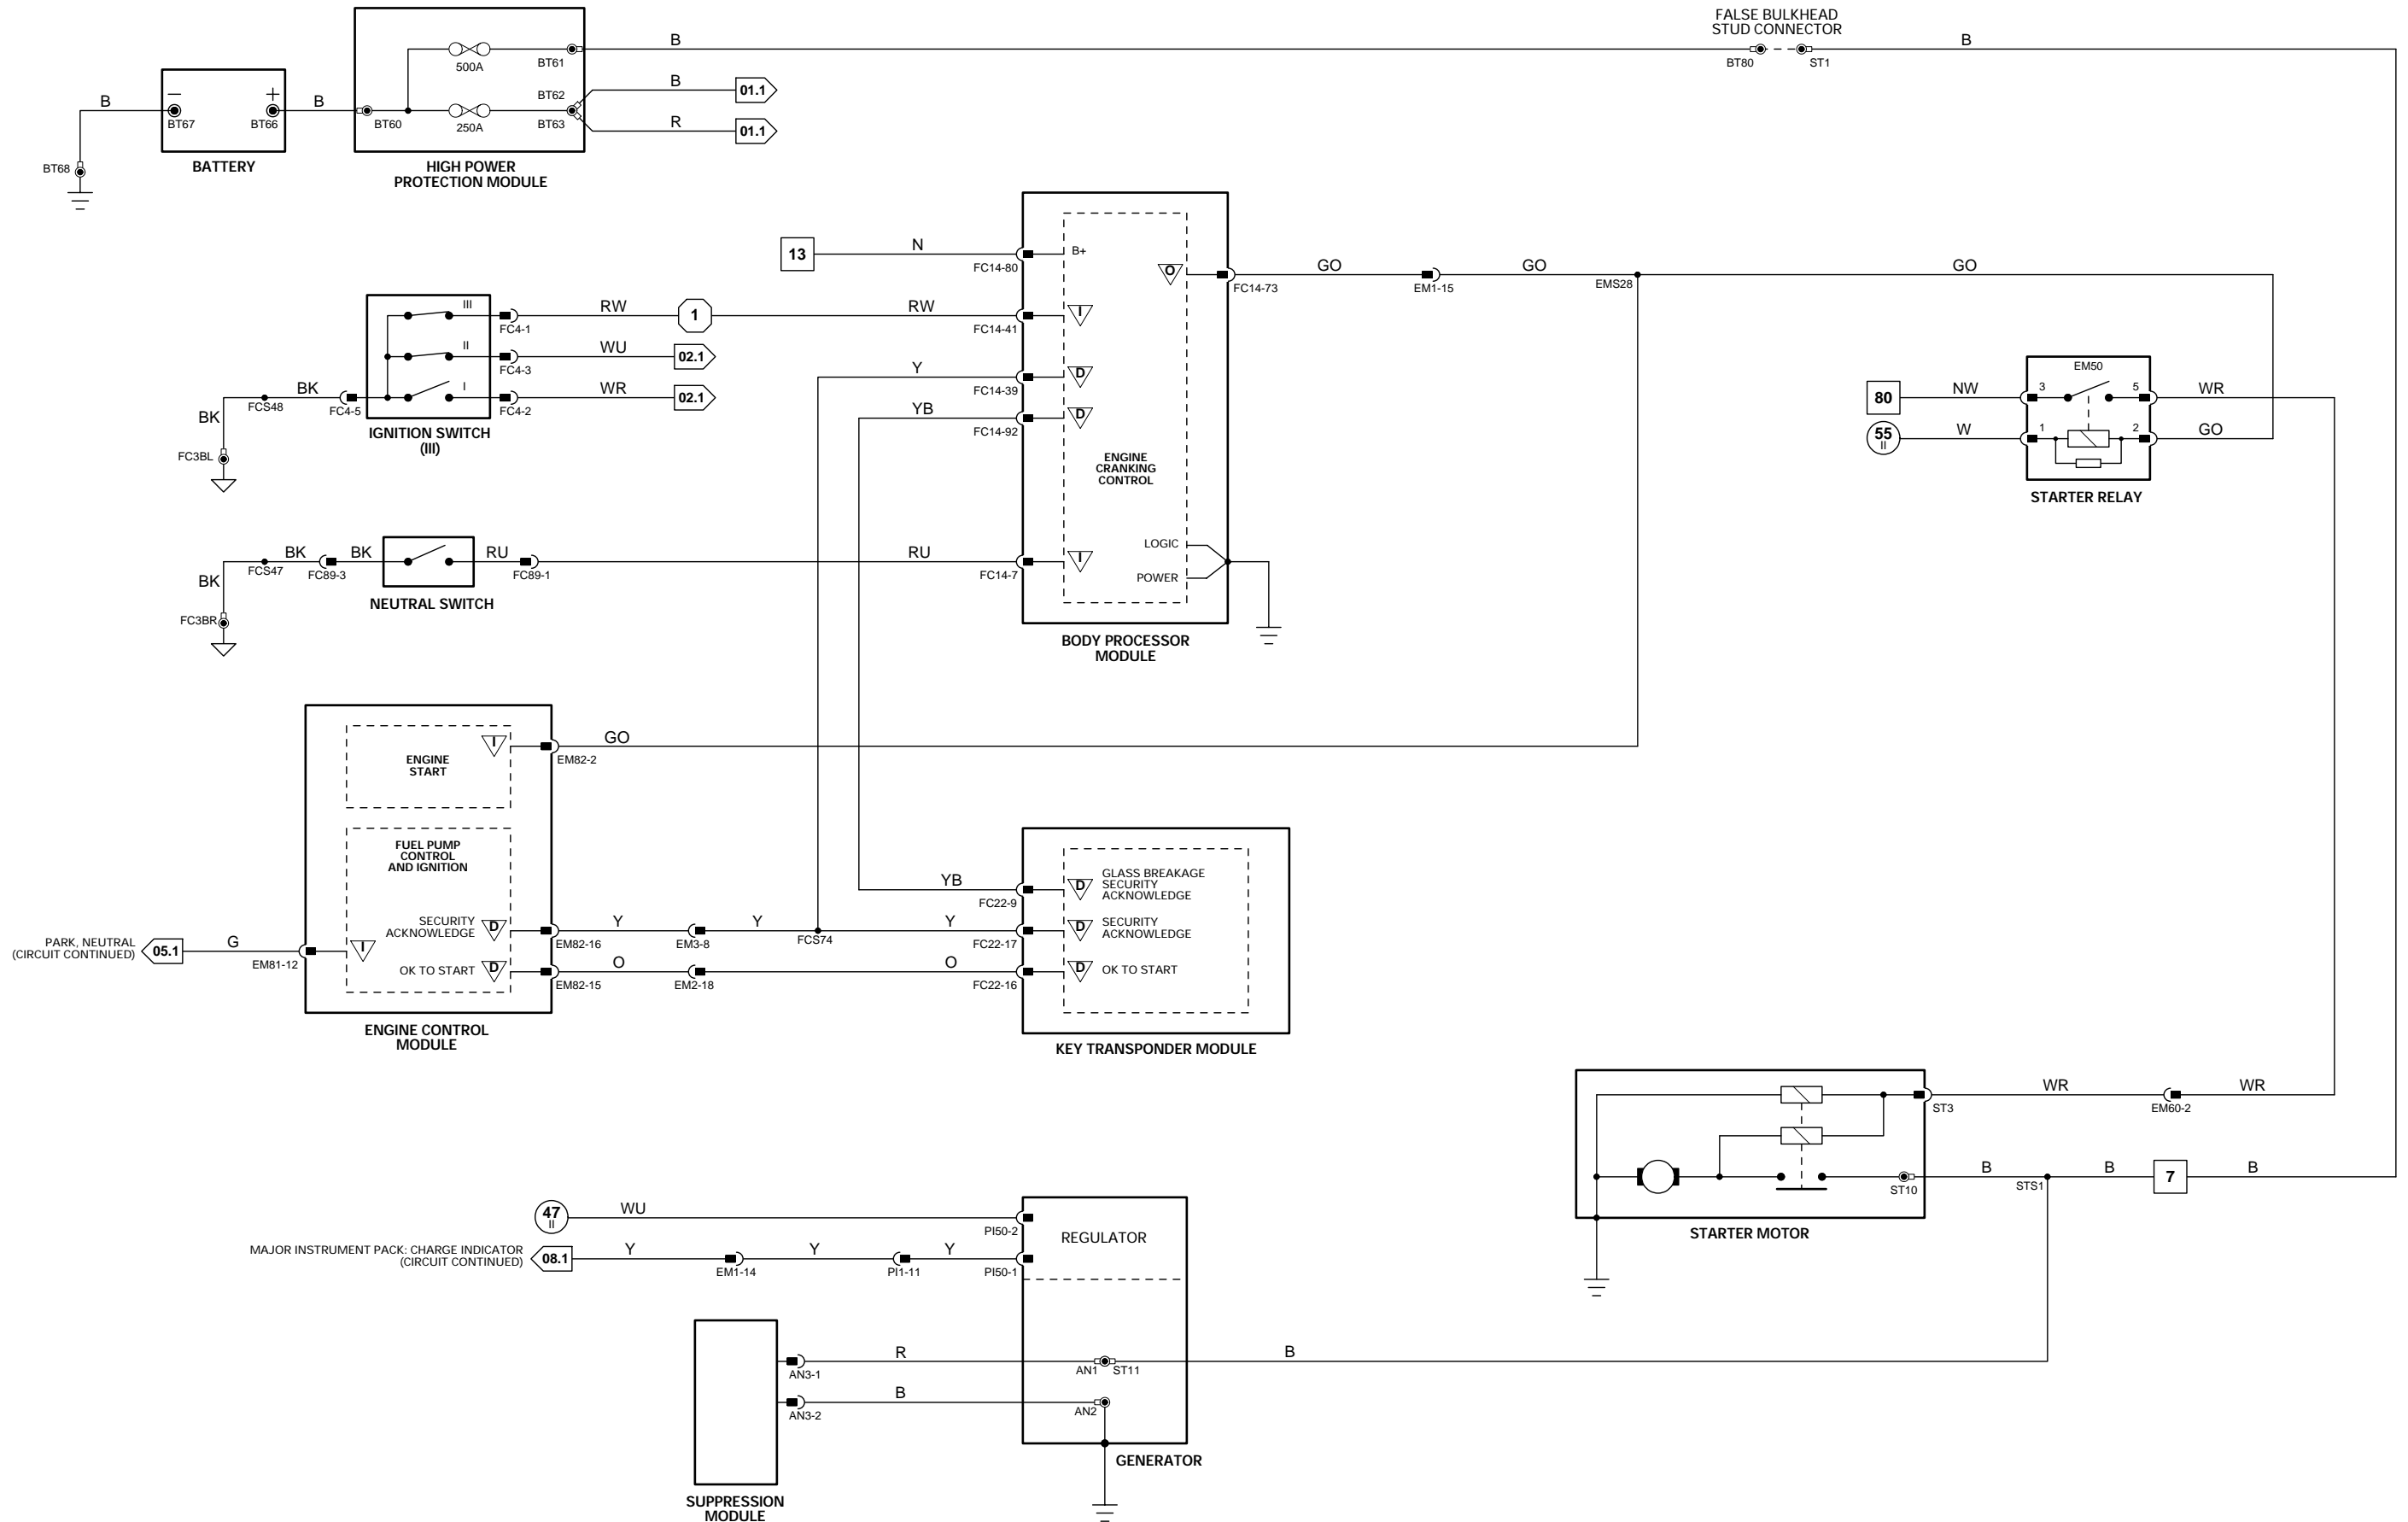 FALSE BULKHEAD
STUD CONNECTOR
B
B
BT80
ST1
500A
BT61
B
BT62
01.1
B
−
+
B
BT67
BT66
BT60
250A
BT63
R
01.1
BATTERY
HIGH POWER
PROTECTION MODULE
BT68
13
N
FC14-80
B+
O
FC14-73
GO
EM1-15
GO
EMS28
GO
III
FC4-1
RW
1
RW
FC14-41
I
II
FC4-3
WU
02.1
Y
FC14-39
D
I
BK
FCS48
FC4-5
FC4-2
WR
02.1
YB
FC14-92
D
BK
FC3BL
IGNITION SWITCH
(III)
ENGINE
CRANKING
CONTROL
EM50
80
NW
3
5
WR
55
II
W
1
2
GO
STARTER RELAY
BK
BK
RU
RU
FCS47
FC89-3
FC89-1
FC14-7
I
LOGIC
POWER
BK
FC3BR
NEUTRAL SWITCH
BODY PROCESSOR
MODULE
I
GO
EM82-2
ENGINE
START
FUEL PUMP
CONTROL
AND IGNITION
YB
FC22-9
D
GLASS BREAKAGE
SECURITY
ACKNOWLEDGE
SECURITY
ACKNOWLEDGE
D
EM82-16
Y
EM3-8
Y
FCS74
Y
FC22-17
D
SECURITY
ACKNOWLEDGE
PARK, NEUTRAL
(CIRCUIT CONTINUED)
05.1
G
EM81-12
I
OK TO START
D
EM82-15
O
EM2-18
O
FC22-16
D
OK TO START
ENGINE CONTROL
MODULE
KEY TRANSPONDER MODULE
ST3
WR
EM60-2
WR
ST10
B
STS1
B
7
B
STARTER MOTOR
47
II
WU
PI50-2
REGULATOR
MAJOR INSTRUMENT PACK: CHARGE INDICATOR
(CIRCUIT CONTINUED)
08.1
Y
EM1-14
Y
PI1-11
Y
PI50-1
AN3-1
R
AN1
ST11
B
AN3-2
B
AN2
GENERATOR
SUPPRESSION
MODULE